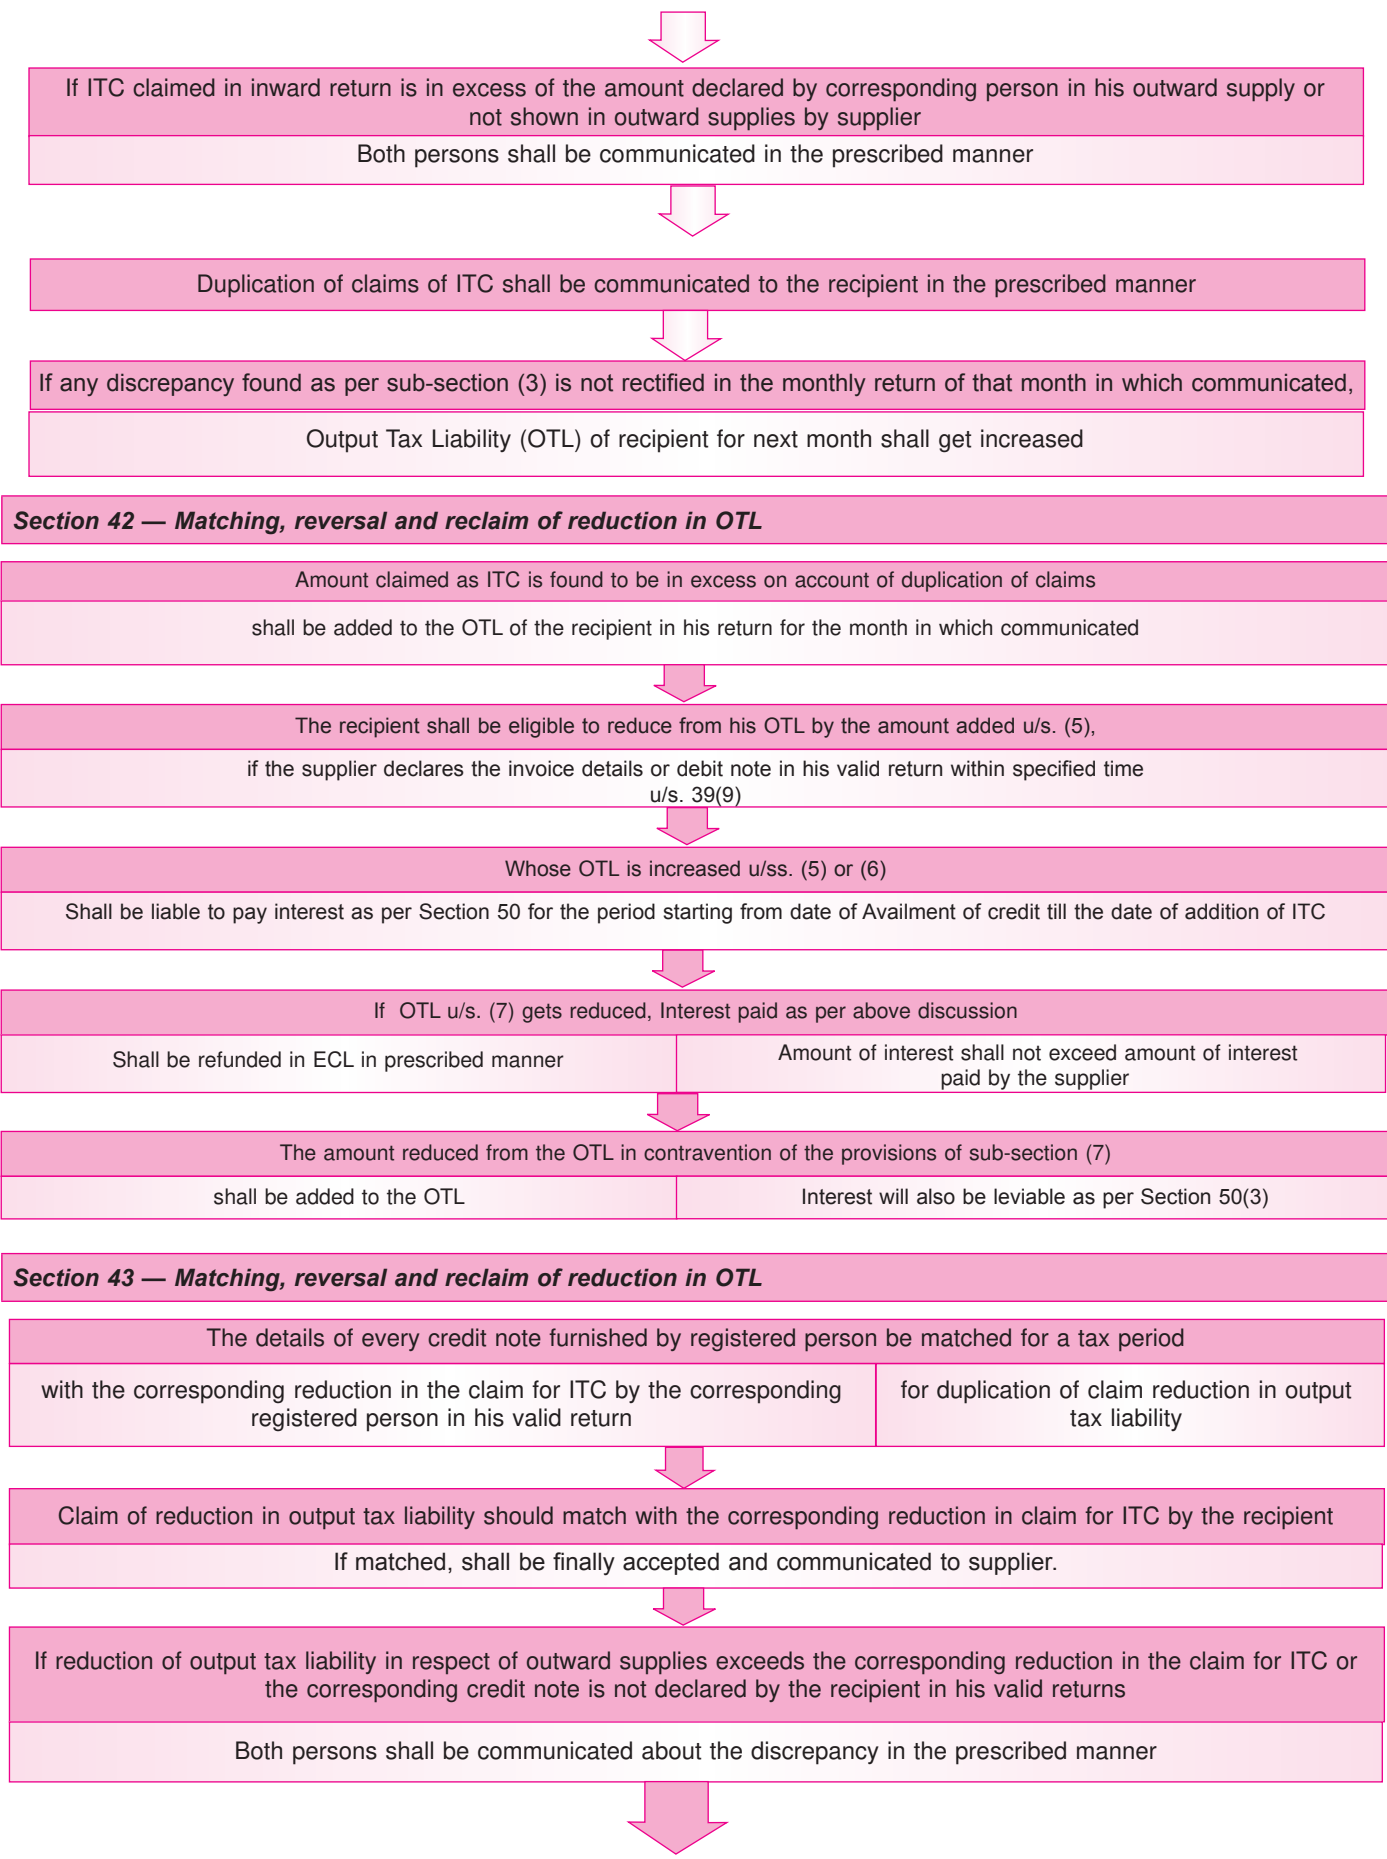 If ITC claimed in inward return is in excess of the amount declared by corresponding person in his outward supply or
not shown in outward supplies by supplier
Both persons shall be communicated in the prescribed manner
Duplication of claims of ITC shall be communicated to the recipient in the prescribed manner
If any discrepancy found as per sub-section (3) is not rectified in the monthly return of that month in which communicated,
Output Tax Liability (OTL) of recipient for next month shall get increased
Section 42 — Matching, reversal and reclaim of reduction in OTL
Amount claimed as ITC is found to be in excess on account of duplication of claims
shall be added to the OTL of the recipient in his return for the month in which communicated
The recipient shall be eligible to reduce from his OTL by the amount added u/s. (5),
if the supplier declares the invoice details or debit note in his valid return within specified time
u/s. 39(9)
Whose OTL is increased u/ss. (5) or (6)
Shall be liable to pay interest as per Section 50 for the period starting from date of Availment of credit till the date of addition of ITC
If OTL u/s. (7) gets reduced, Interest paid as per above discussion
Shall be refunded in ECL in prescribed manner
Amount of interest shall not exceed amount of interest
paid by the supplier
The amount reduced from the OTL in contravention of the provisions of sub-section (7)
shall be added to the OTL
Interest will also be leviable as per Section 50(3)
Section 43 — Matching, reversal and reclaim of reduction in OTL
The details of every credit note furnished by registered person be matched for a tax period
with the corresponding reduction in the claim for ITC by the corresponding
registered person in his valid return
for duplication of claim reduction in output
tax liability
Claim of reduction in output tax liability should match with the corresponding reduction in claim for ITC by the recipient
If matched, shall be finally accepted and communicated to supplier.
If reduction of output tax liability in respect of outward supplies exceeds the corresponding reduction in the claim for ITC or
the corresponding credit note is not declared by the recipient in his valid returns
Both persons shall be communicated about the discrepancy in the prescribed manner